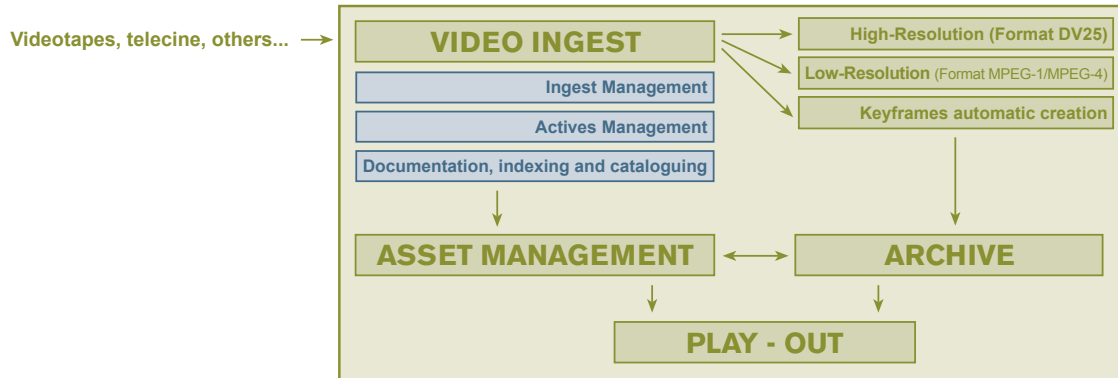 Videotapes, telecine, others...
VIDEO INGEST
Ingest Management
Actives Management
Documentation, indexing and cataloguing
High-Resolution (Format DV25)
Low-Resolution (Format MPEG-1/MPEG-4)
Keyframes automatic creation
ASSET MANAGEMENT
ARCHIVE
PLAY - OUT